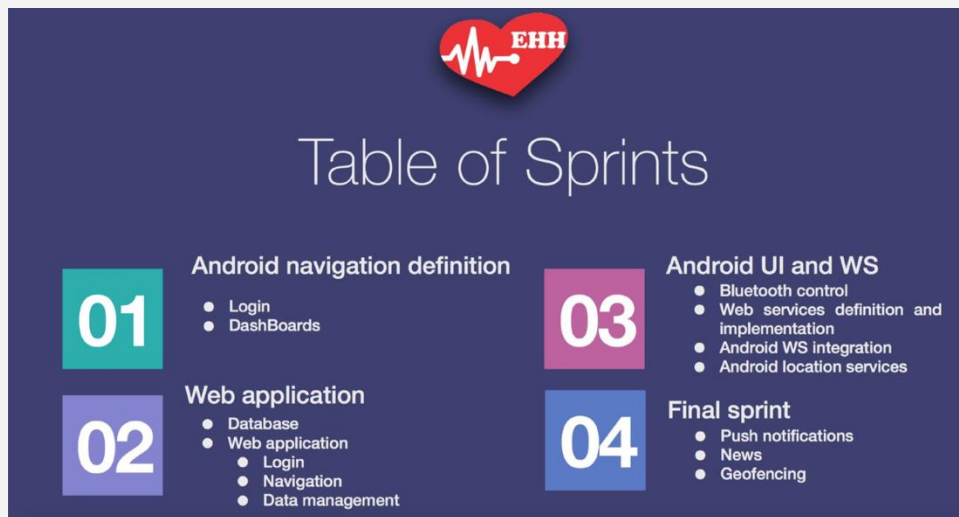 EHH
Table of Sprints
01
Android navigation definition
● Login
● DashBoards
02
Web application
● Database
● Web application
● Login
● Navigation
● Data management
03
Android UI and WS
● Bluetooth control
● Web services definition and
implementation
● Android WS integration
● Android location services
04
Final sprint
● Push notifications
● News
● Geofencing